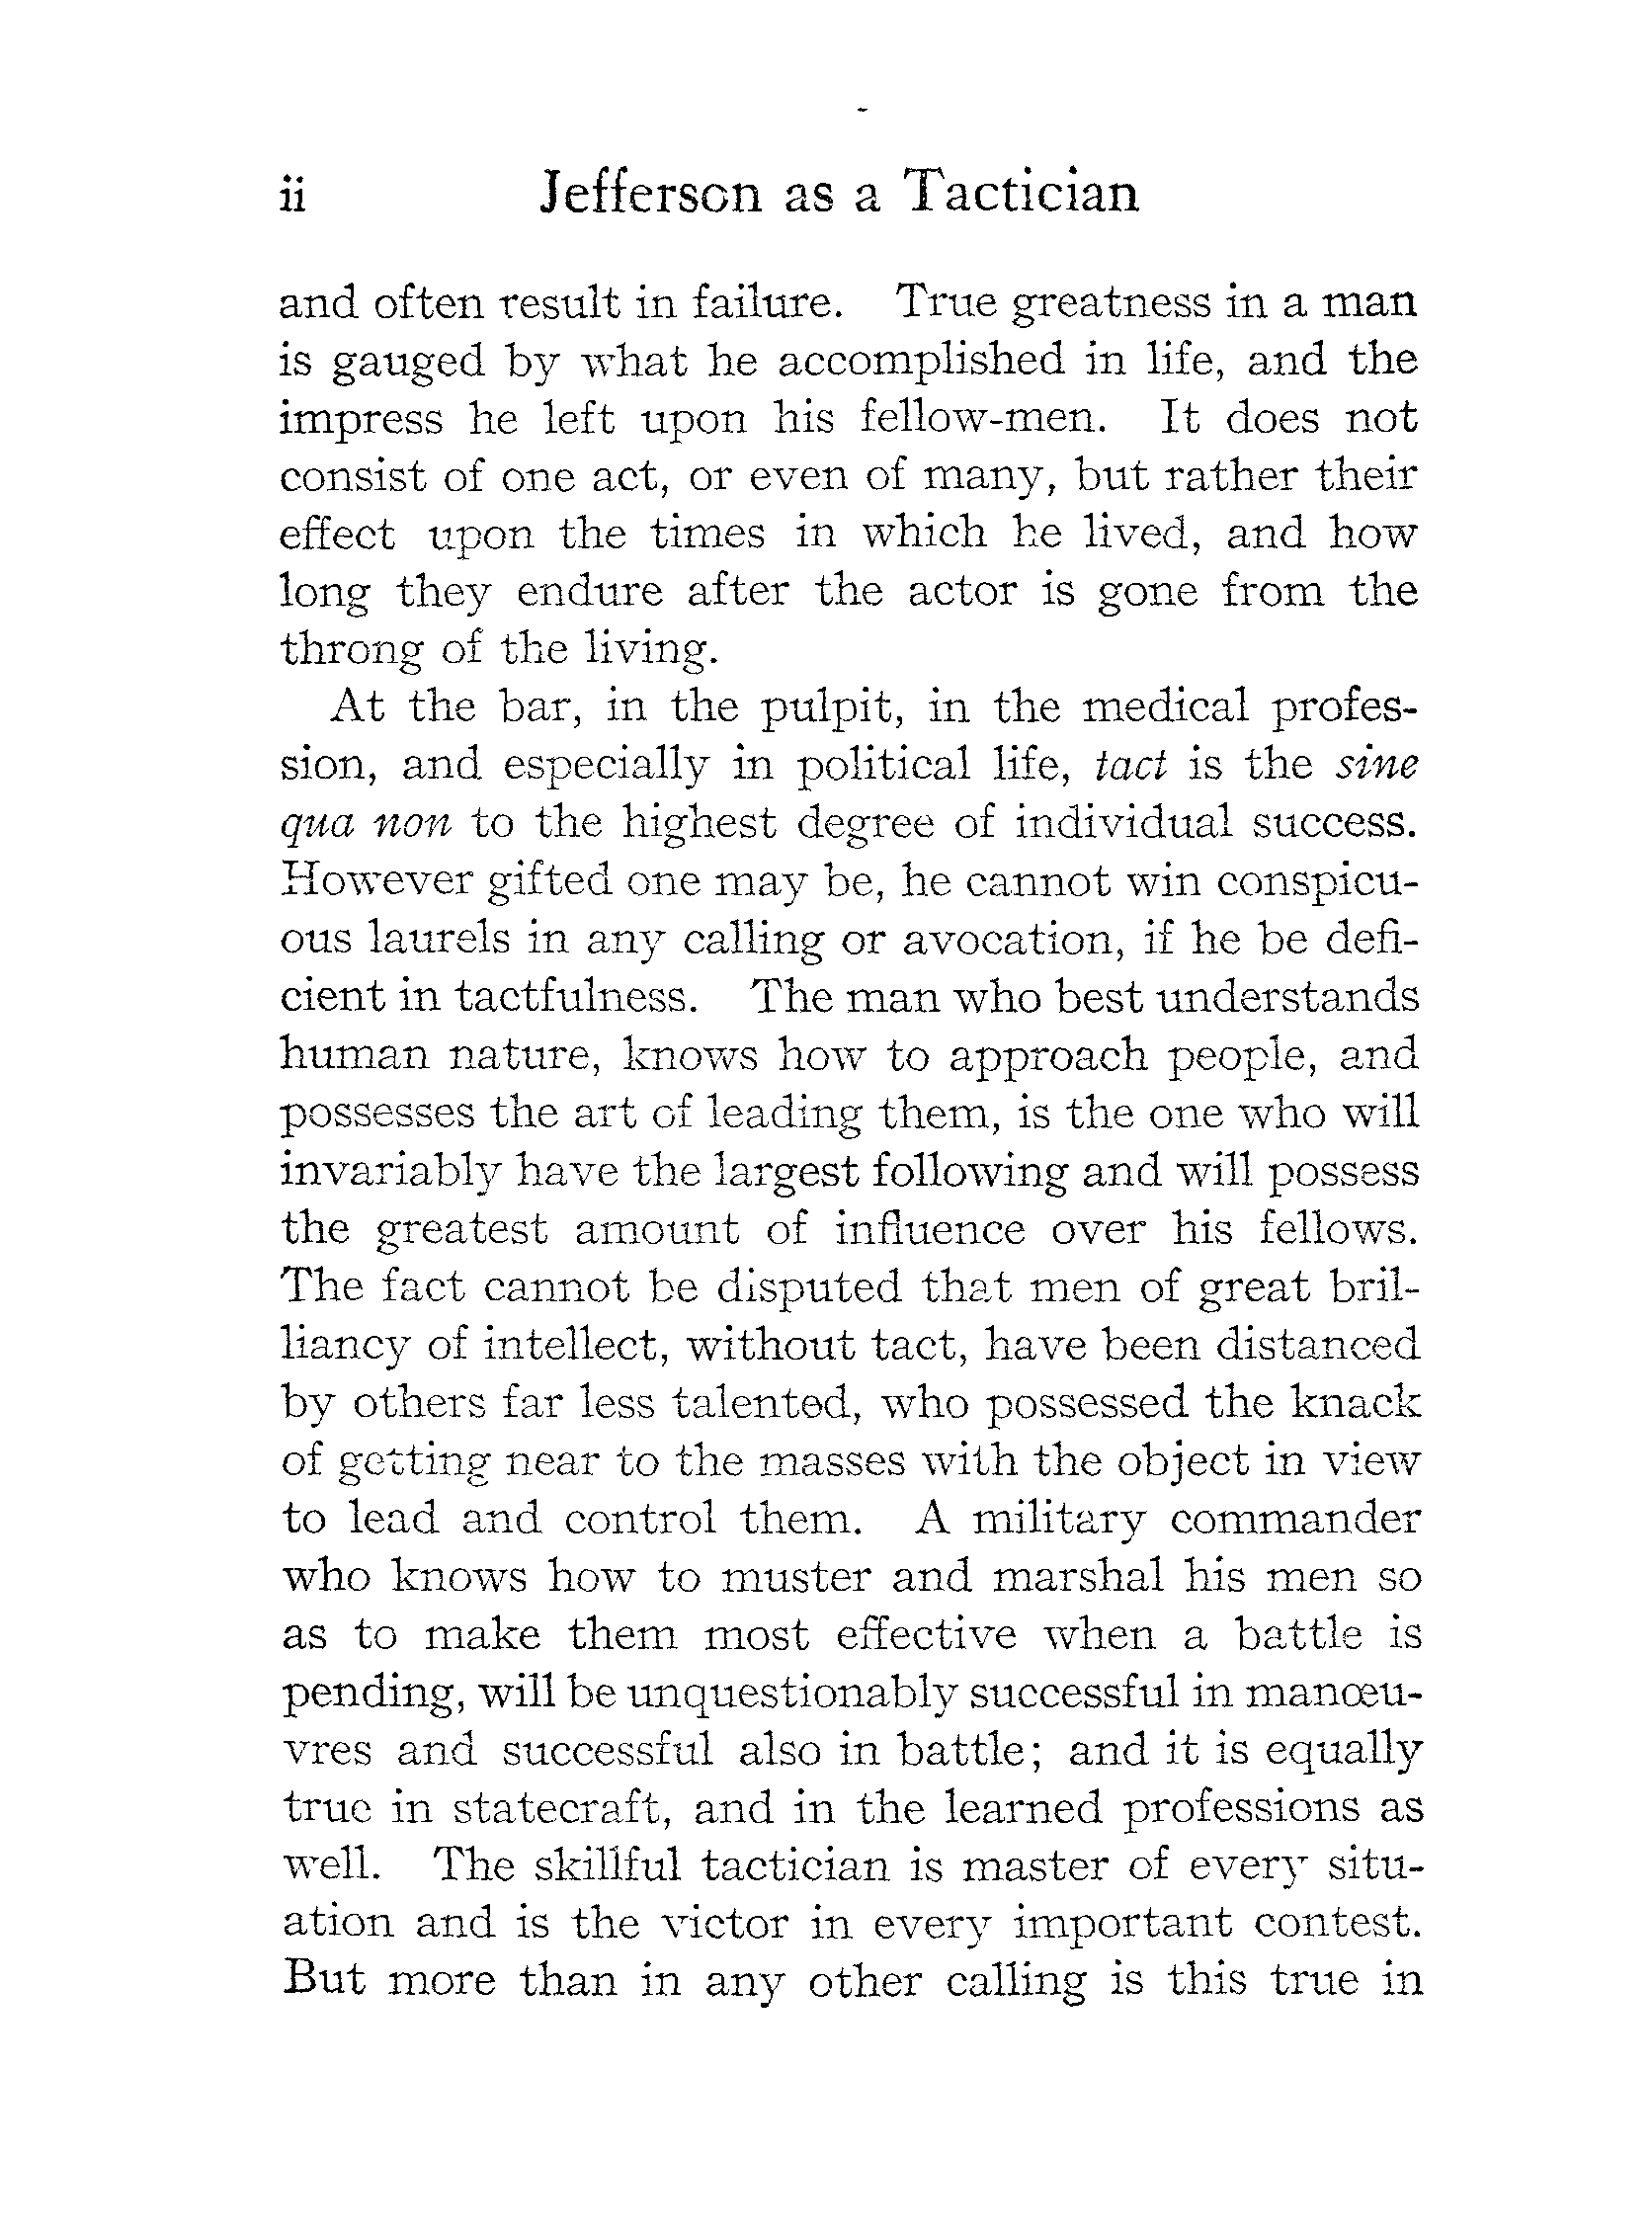 ii Jefferson as a Tactician
and often result in failure. True greatness in a man
is gauged by what he accomplished in life, and the
impress he left upon his fellow-men. It does not
consist of one act, or even of many, but rather their
effect upon the times in which he lived, and how
long they endure after the actor is gone from the
throng of the living.
At the bar, in the pulpit, in the medical profes-
sion, and especially in political life, tact is the sine
qua non to the highest degree of individual success.
However gifted one may be, he cannot win conspicu-
ous laurels in any calling or avocation, if he be defi-
cient in tactfulness. The man who best understands
human nature, knows how to approach people, and
possesses the art of leading them, is the one who will
invariably have the largest following and will possess
the greatest amount of influence over his fellows.
The fact cannot be disputed that men of great bril-
liancy of intellect, without tact, have been distanced
by others far less talented, who possessed the knack
of getting near to the masses with the object in view
to lead and control them. A military commander
who knows how to muster and marshal his men so
as to make them most effective when a battle is
pending, will be unquestionably successful in manœu-
vres and successful also in battle; and it is equally
true in statecraft, and in the learned professions as
well. The skillful tactician is master of every situ-
ation and is the victor in every important contest.
But more than in any other calling is this true in